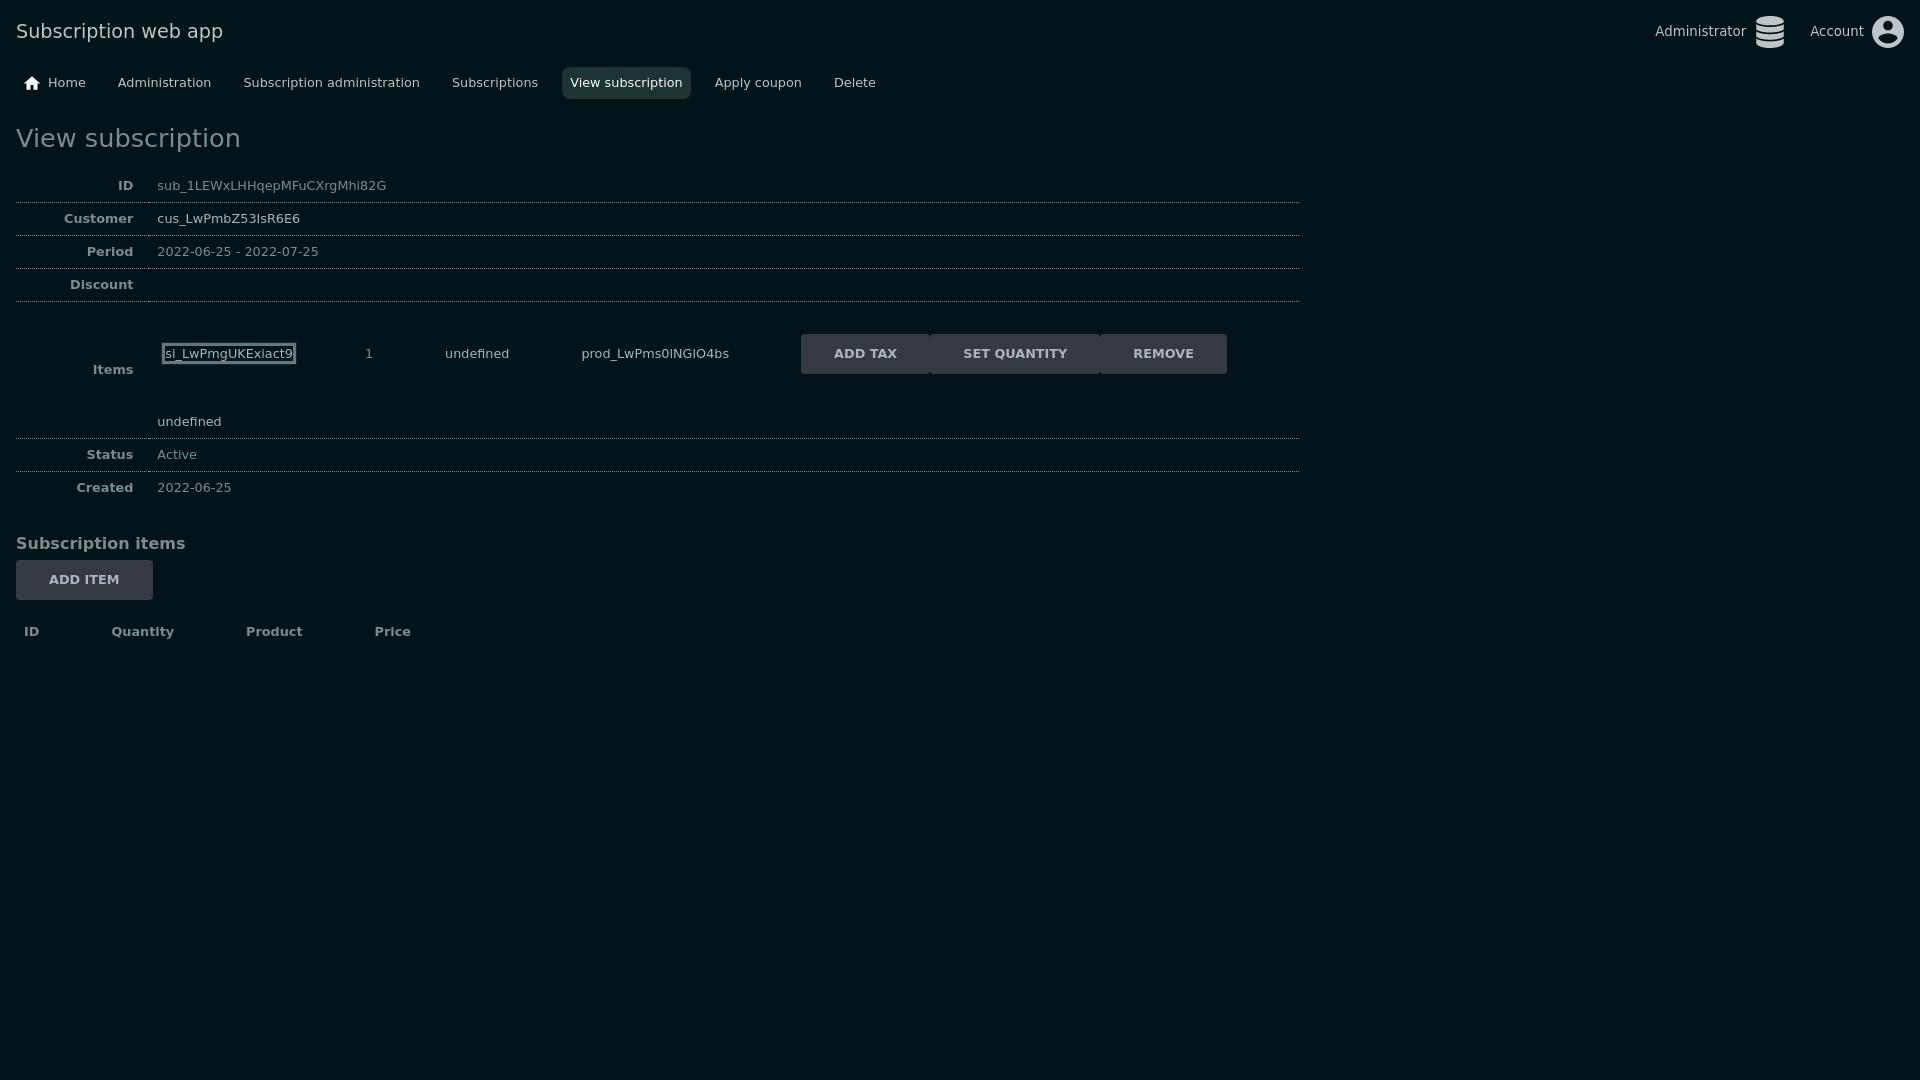 Subscription web app
Administrator
Account
Home Administration Subscription administration Subscriptions View subscription Apply coupon Delete
View subscription
ID sub_1LEWxLHHqepMFuCXrgMhi82G
Customer cus_LwPmbZ53IsR6E6
Period 2022-06-25 - 2022-07-25
Discount
Items si_LwPmgUKExiact9 1 undefined prod_LwPms0INGIO4bs ADD TAX SET QUANTITY REMOVE
undefined
Status Active
Created 2022-06-25
Subscription items
ADD ITEM
ID Quantity Product Price